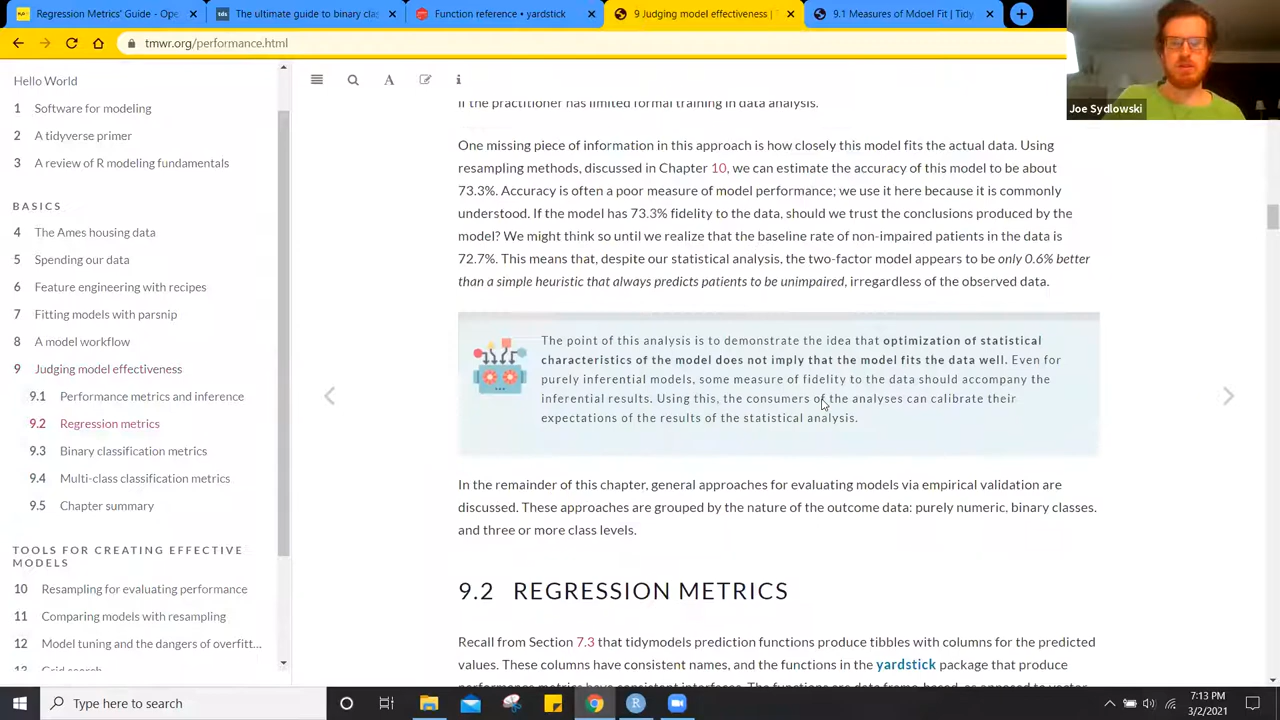 Regression Metrics' Guide - Ope
The ultimate guide to binary clas
Function reference • yardstick
9 Judging model effectiveness |
9.1 Measures of Mdoel Fit | Tidy
tmwr.org/performance.html
Joe Sydlowski
Hello World
1 Software for modeling
2 A tidyverse primer
3 A review of R modeling fundamentals
BASICS
4 The Ames housing data
5 Spending our data
6 Feature engineering with recipes
7 Fitting models with parsnip
8 A model workflow
9 Judging model effectiveness
9.1 Performance metrics and inference
9.2 Regression metrics
9.3 Binary classification metrics
9.4 Multi-class classification metrics
9.5 Chapter summary
TOOLS FOR CREATING EFFECTIVE
MODELS
10 Resampling for evaluating performance
11 Comparing models with resampling
12 Model tuning and the dangers of overfitt...
13 Grid search
if the practitioner has limited formal training in data analysis.
One missing piece of information in this approach is how closely this model fits the actual data. Using
resampling methods, discussed in Chapter 10, we can estimate the accuracy of this model to be about
73.3%. Accuracy is often a poor measure of model performance; we use it here because it is commonly
understood. If the model has 73.3% fidelity to the data, should we trust the conclusions produced by the
model? We might think so until we realize that the baseline rate of non-impaired patients in the data is
72.7%. This means that, despite our statistical analysis, the two-factor model appears to be only 0.6% better
than a simple heuristic that always predicts patients to be unimpaired, irregardless of the observed data.
The point of this analysis is to demonstrate the idea that optimization of statistical
characteristics of the model does not imply that the model fits the data well. Even for
purely inferential models, some measure of fidelity to the data should accompany the
inferential results. Using this, the consumers of the analyses can calibrate their
expectations of the results of the statistical analysis.
In the remainder of this chapter, general approaches for evaluating models via empirical validation are
discussed. These approaches are grouped by the nature of the outcome data: purely numeric, binary classes,
and three or more class levels.
9.2 REGRESSION METRICS
Recall from Section 7.3 that tidymodels prediction functions produce tibbles with columns for the predicted
values. These columns have consistent names, and the functions in the yardstick package that produce
performance metrics have consistent interfaces. The functions are data frame-based, as opposed to vector-
Type here to search
7:13 PM
3/2/2021